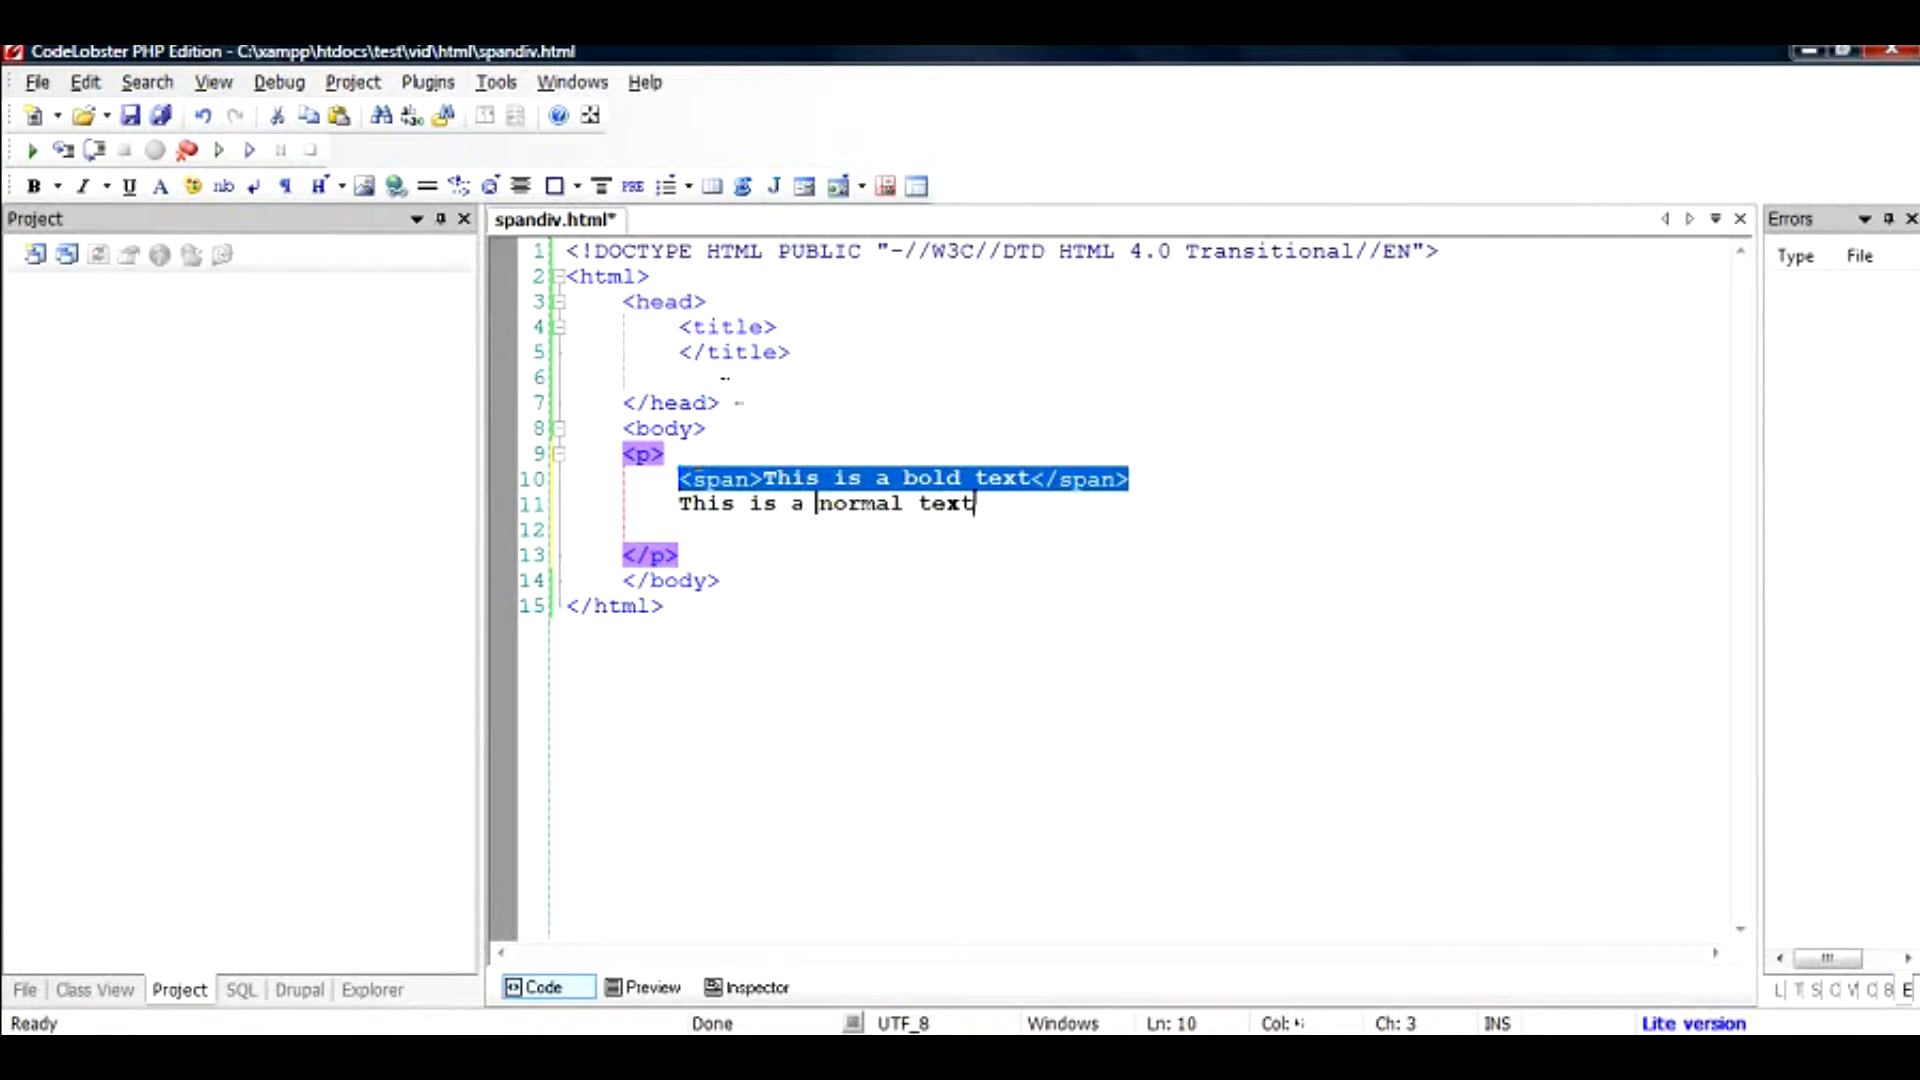 CodeLobster PHP Edition - C:\xampp\htdocs\test\vid\html\spandiv.html
File Edit Search View Debug Project Plugins Tools Windows Help
B I U A nb H PRE J
Project
spandiv.html*
Errors
Type File
1 <!DOCTYPE HTML PUBLIC "-//W3C//DTD HTML 4.0 Transitional//EN">
2 <html>
3 <head>
4 <title>
5 </title>
6
7 </head>
8 <body>
9 <p>
10 <span>This is a bold text</span>
11 This is a normal text
12
13 </p>
14 </body>
15 </html>
Code Preview Inspector
File Class View Project SQL Drupal Explorer
Ready Done UTF_8 Windows Ln: 10 Col: Ch: 3 INS Lite version